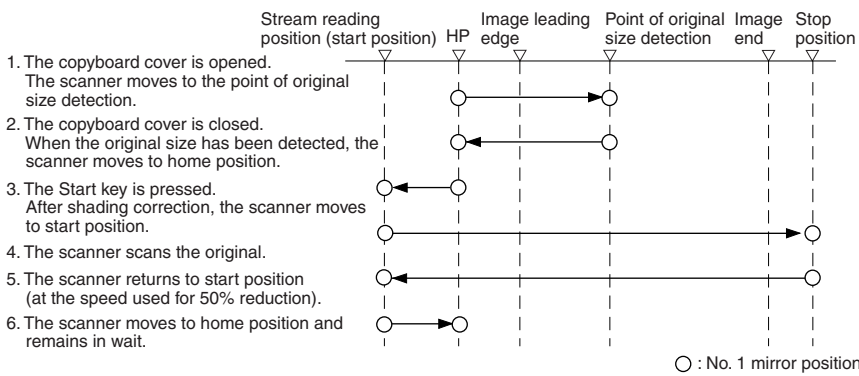 Stream reading
position (start position)
HP
Image leading
edge
Point of original
size detection
Image
end
Stop
position
1. The copyboard cover is opened.
The scanner moves to the point of original
size detection.
2. The copyboard cover is closed.
When the original size has been detected, the
scanner moves to home position.
3. The Start key is pressed.
After shading correction, the scanner moves
to start position.
4. The scanner scans the original.
5. The scanner returns to start position
(at the speed used for 50% reduction).
6. The scanner moves to home position and
remains in wait.
: No. 1 mirror position